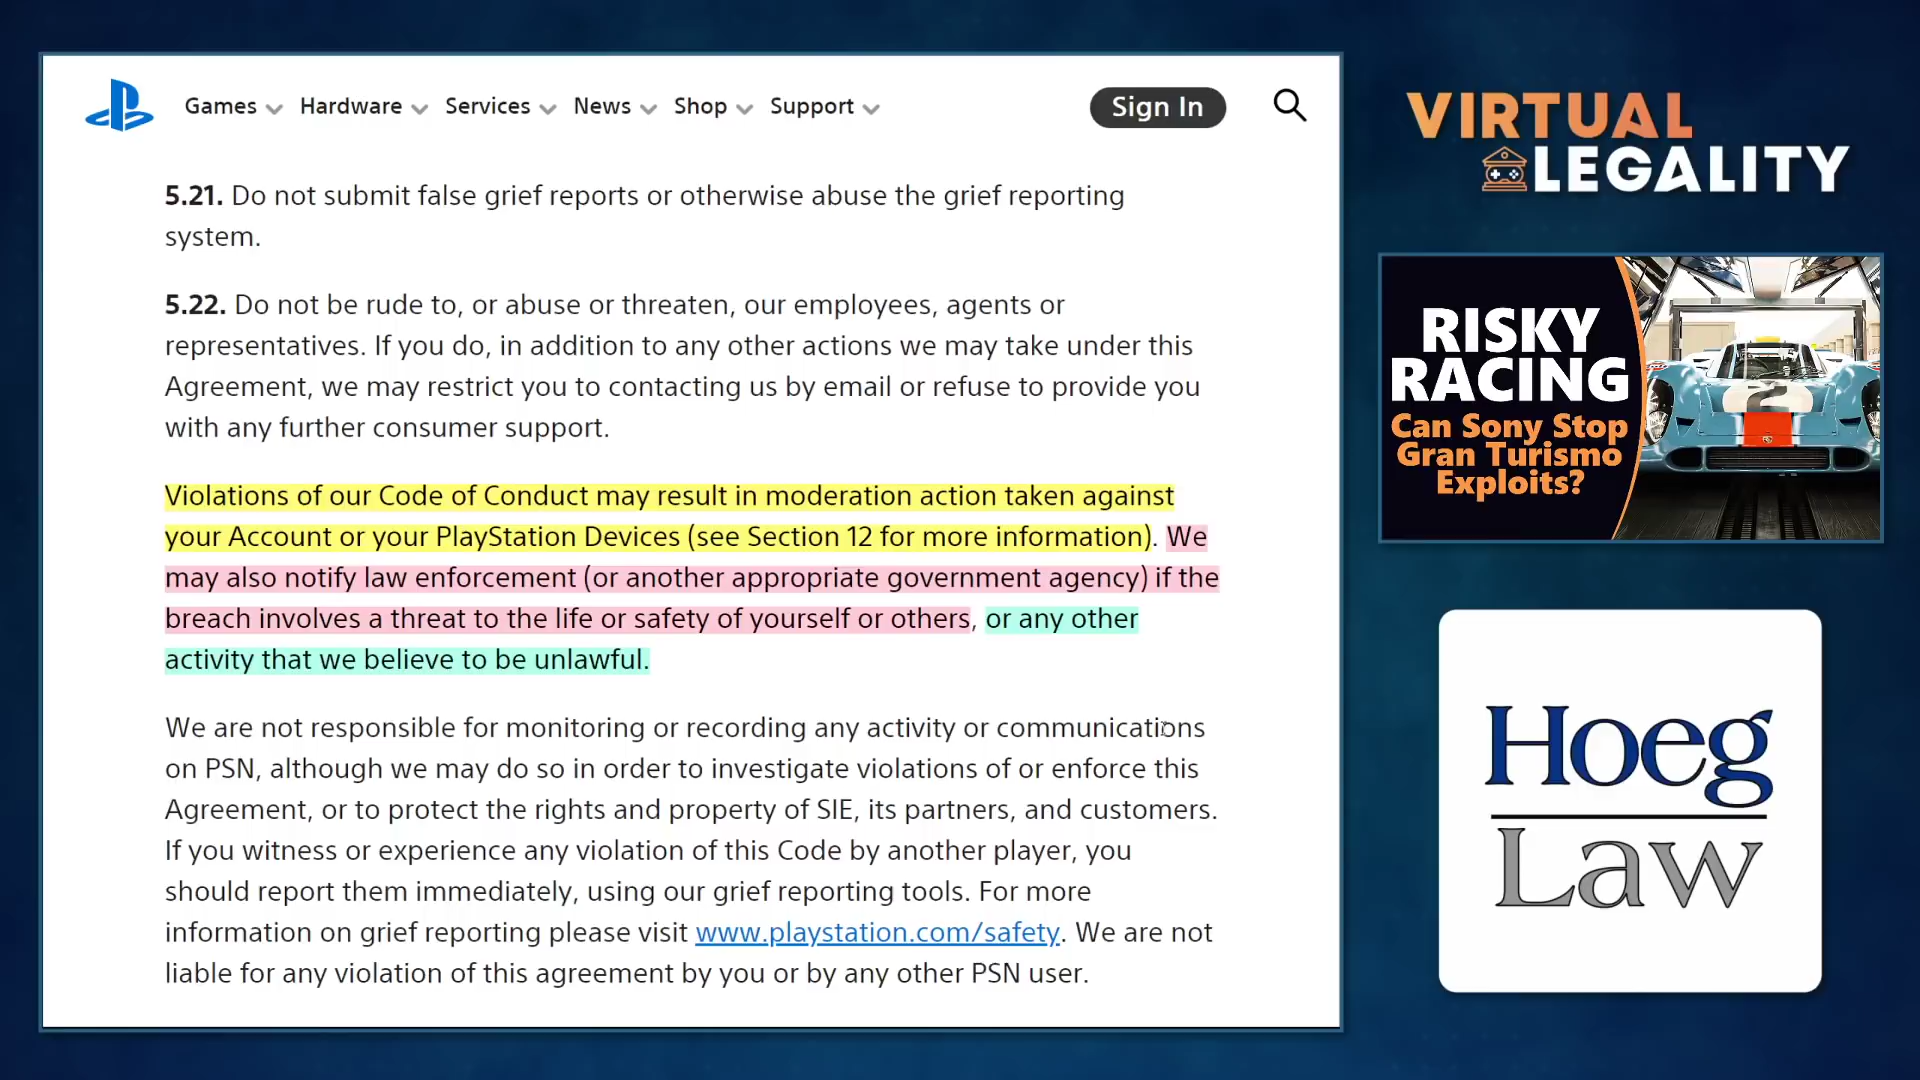 Games Hardware Services News Shop Support Sign In
5.21. Do not submit false grief reports or otherwise abuse the grief reporting
system.
5.22. Do not be rude to, or abuse or threaten, our employees, agents or
representatives. If you do, in addition to any other actions we may take under this
Agreement, we may restrict you to contacting us by email or refuse to provide you
with any further consumer support.
Violations of our Code of Conduct may result in moderation action taken against
your Account or your PlayStation Devices (see Section 12 for more information). We
may also notify law enforcement (or another appropriate government agency) if the
breach involves a threat to the life or safety of yourself or others, or any other
activity that we believe to be unlawful.
We are not responsible for monitoring or recording any activity or communications
on PSN, although we may do so in order to investigate violations of or enforce this
Agreement, or to protect the rights and property of SIE, its partners, and customers.
If you witness or experience any violation of this Code by another player, you
should report them immediately, using our grief reporting tools. For more
information on grief reporting please visit www.playstation.com/safety. We are not
liable for any violation of this agreement by you or by any other PSN user.
VIRTUAL
LEGALITY
RISKY
RACING
Can Sony Stop
Gran Turismo
Exploits?
2
Hoeg
Law